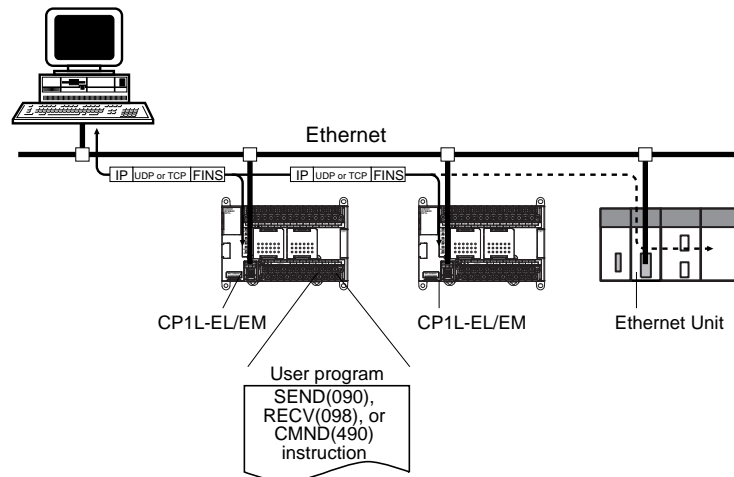 Ethernet
IP UDP or TCP FINS
IP UDP or TCP FINS
CP1L-EL/EM
CP1L-EL/EM
Ethernet Unit
User program
SEND(090),
RECV(098), or
CMND(490)
instruction